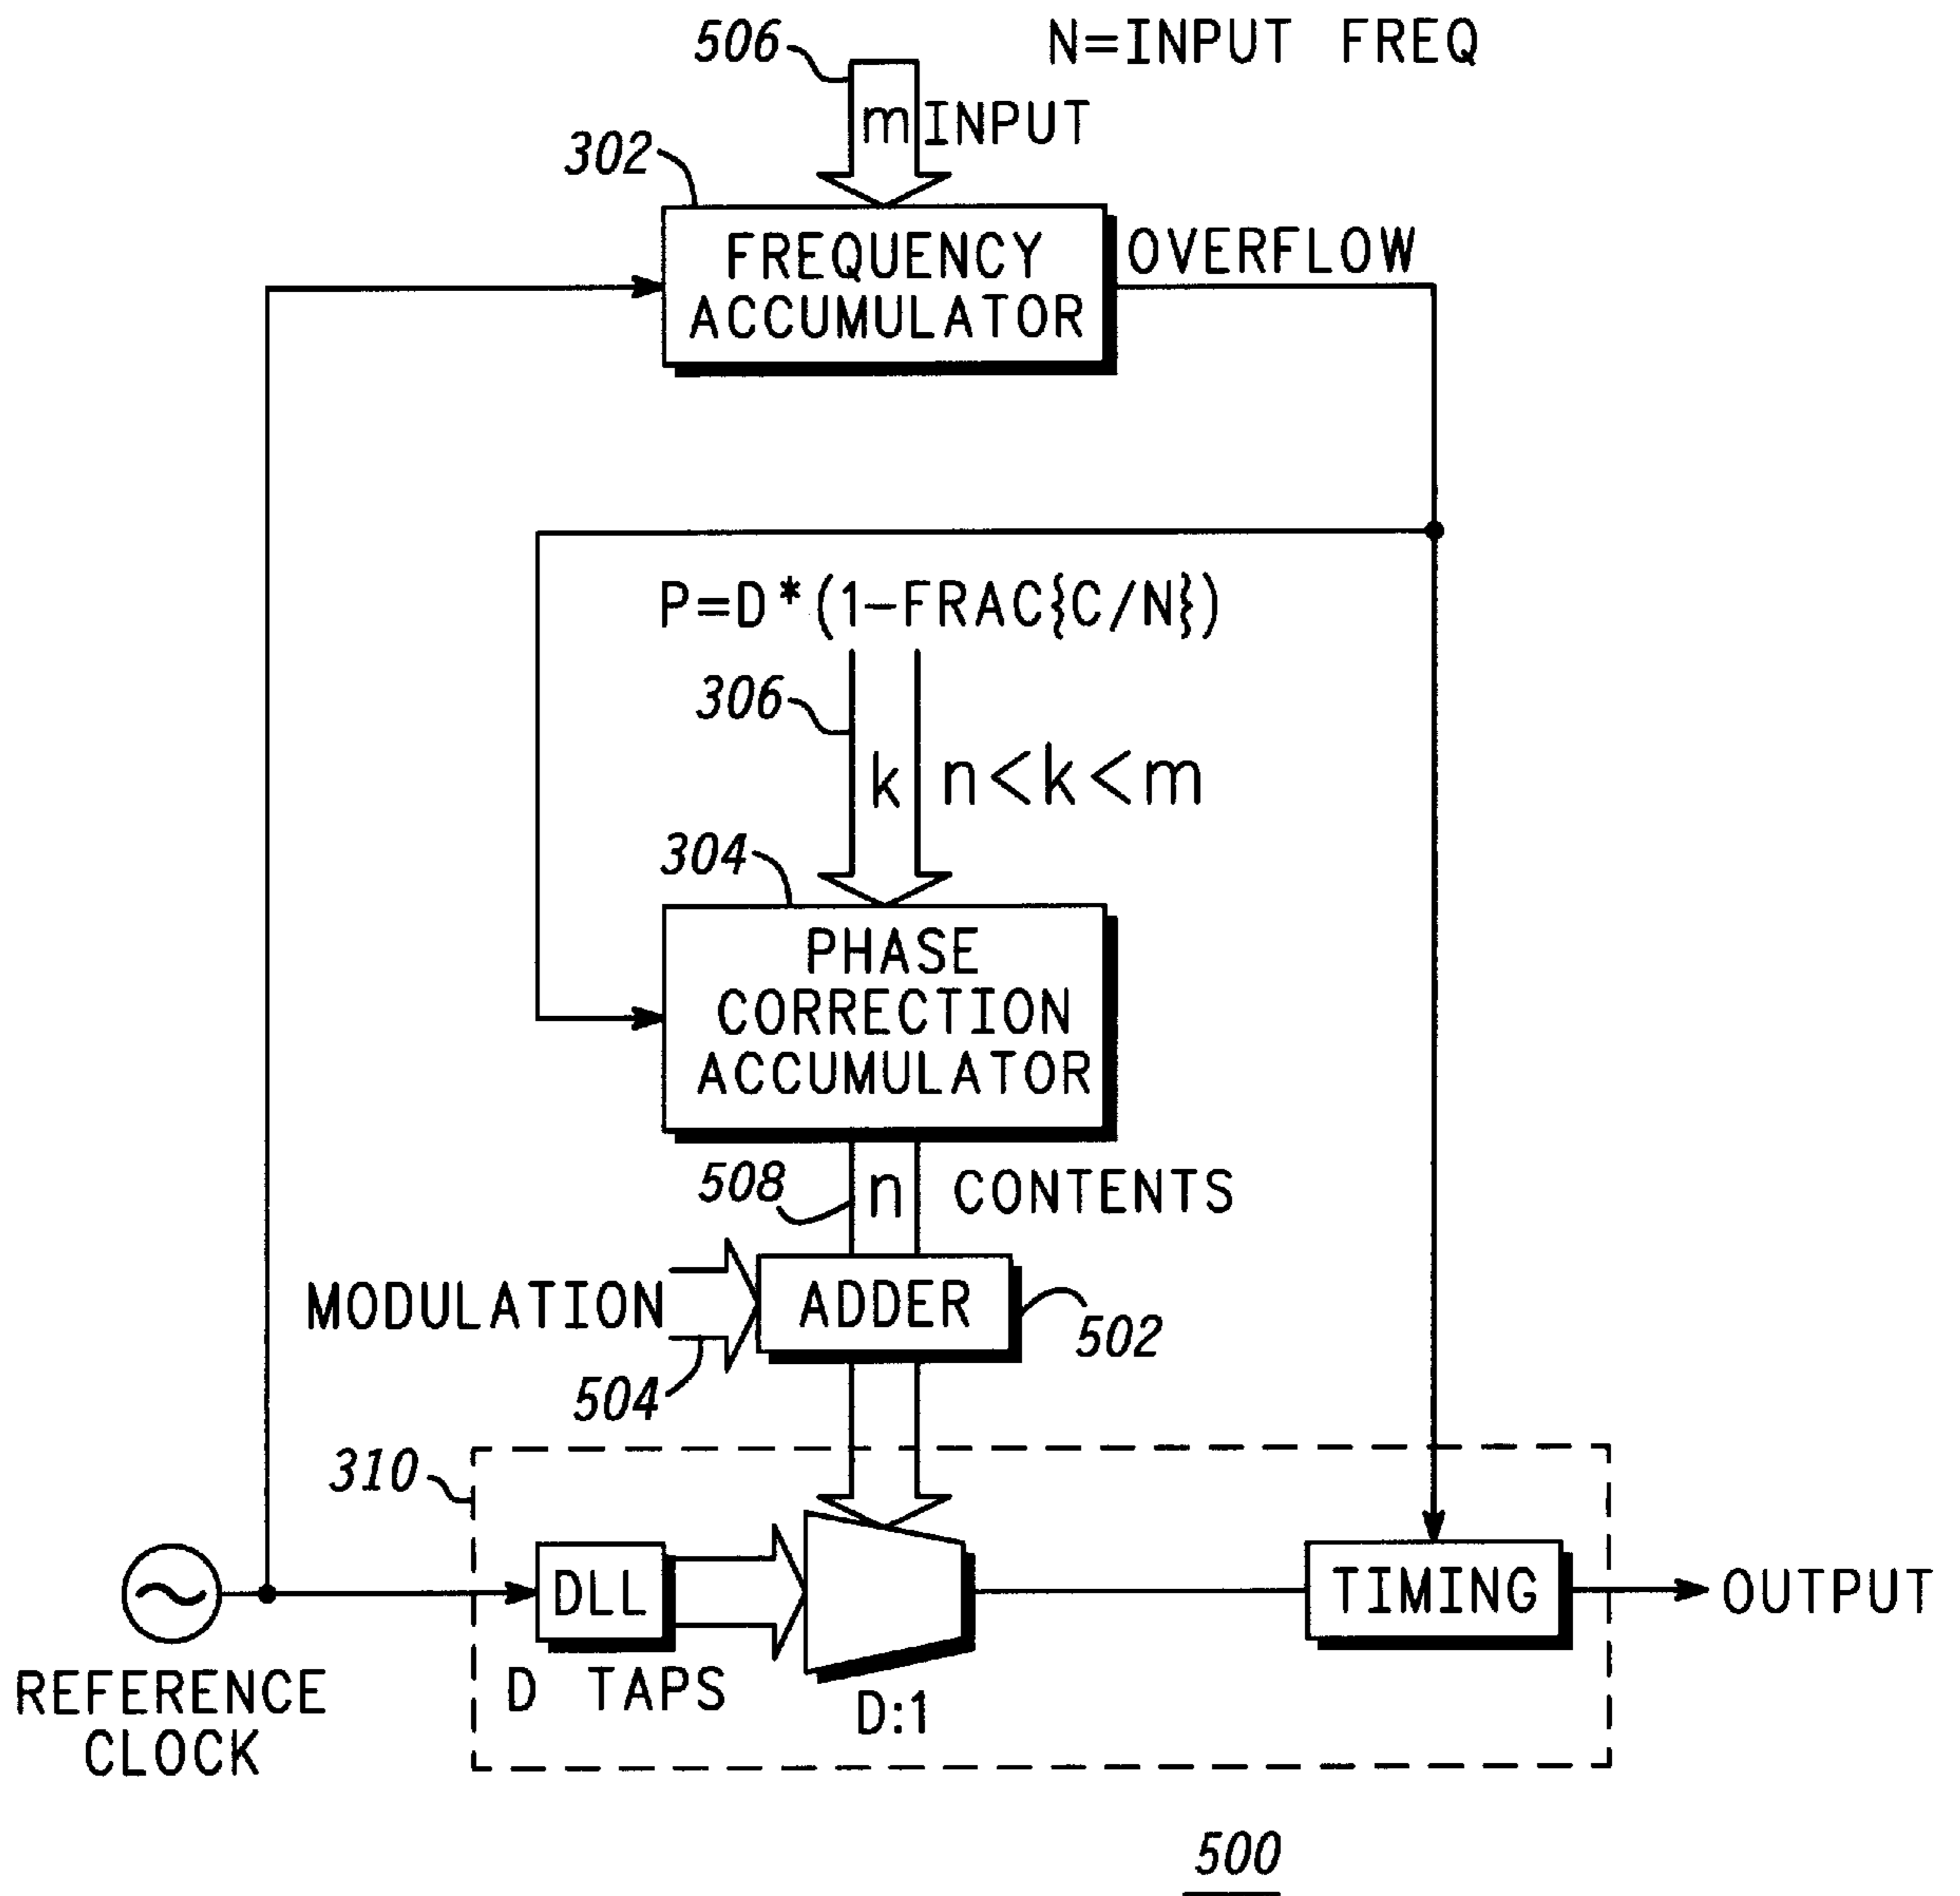 506
N=INPUT FREQ
m INPUT
302
FREQUENCY
ACCUMULATOR
OVERFLOW
P=D*(1-FRAC{C/N})
306
k n<k<m
304
PHASE
CORRECTION
ACCUMULATOR
508
n CONTENTS
MODULATION
ADDER
502
504
310
DLL
TIMING
OUTPUT
REFERENCE
CLOCK
D TAPS
D:1
500